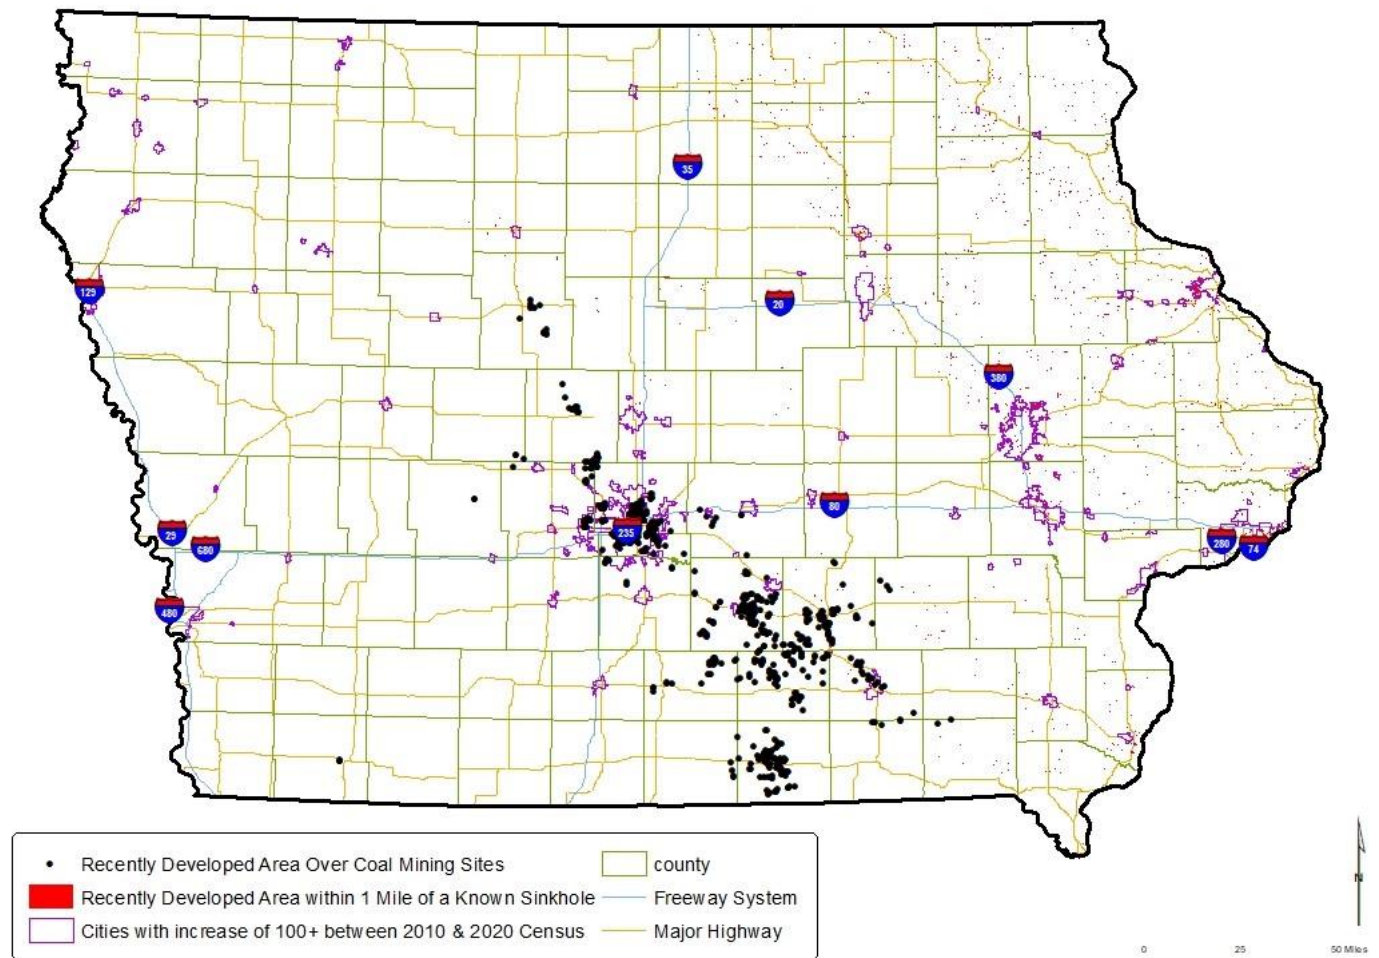 35
129
20
380
29
680
80
235
280
74
480
Recently Developed Area Over Coal Mining Sites
county
Recently Developed Area within 1 Mile of a Known Sinkhole
Freeway System
Cities with increase of 100+ between 2010 & 2020 Census
Major Highway
N
0 25 50 Miles